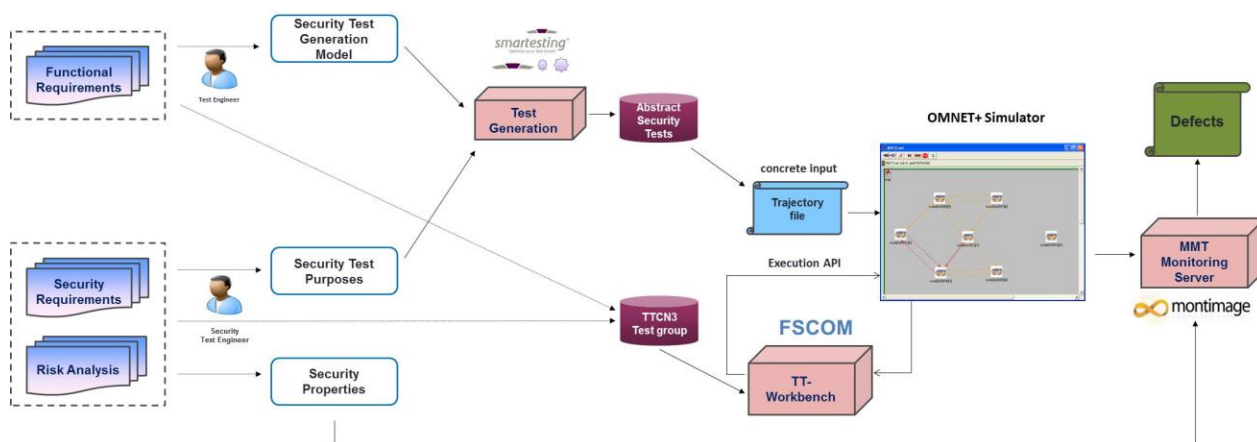 Functional
Requirements
Test Engineer
Security Test
Generation
Model
smartesting
Test
Generation
Abstract
Security
Tests
OMNET+ Simulator
Defects
concrete input
Trajectory
file
Security
Requirements
Risk Analysis
Security
Test Engineer
Security Test
Purposes
Security
Properties
TTCN3
Test group
Execution API
FSCOM
TT-
Workbench
MMT
Monitoring
Server
montimage